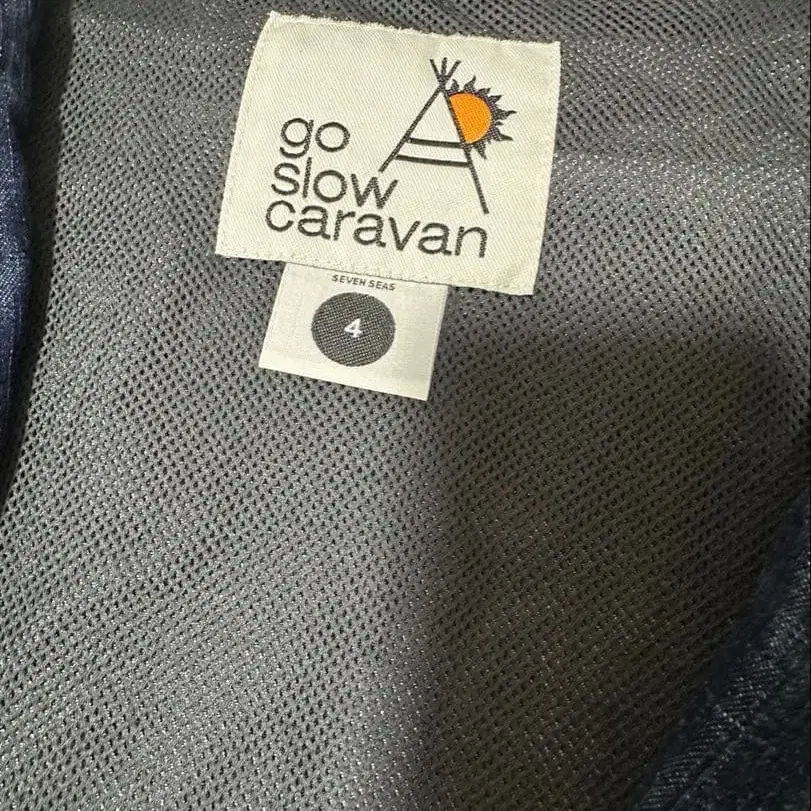 go
slow
caravan
SEVEN SEAS
4